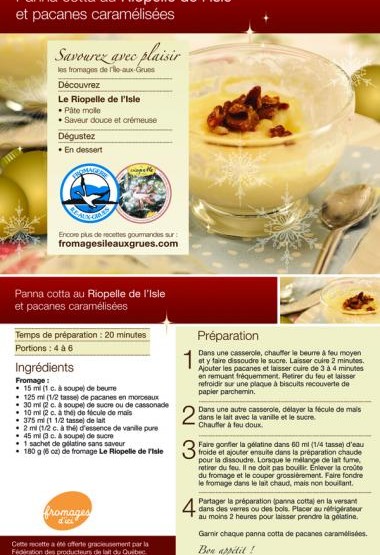 Panna cotta au Riopelle de l'Isle
et pacanes caramélisées
Savourez avec plaisir
les fromages de l'Île-aux-Grues
Découvrez
Le Riopelle de l'Isle
• Pâte molle
• Saveur douce et crémeuse
Dégustez
• En dessert
FROMAGERIE
ILE-AUX-GRUES
Encore plus de recettes gourmandes sur :
fromagesileauxgrues.com
Panna cotta au Riopelle de l'Isle
et pacanes caramélisées
Temps de préparation : 20 minutes
Portions : 4 à 6
Ingrédients
Fromage :
• 15 ml (1 c. à soupe) de beurre
• 125 ml (1/2 tasse) de pacanes en morceaux
• 30 ml (2 c. à soupe) de sucre ou de cassonade
• 10 ml (2 c. à thé) de fécule de maïs
• 375 ml (1 1/2 tasse) de lait
• 2 ml (1/2 c. à thé) d'essence de vanille pur
• 45 ml (3 c. à soupe) de sucre
• 1 sachet de gélatine sans saveur
• 180 g (6 oz) de fromage Le Riopelle de l'Isle
fromages
d'ici
Cette recette a été offerte gracieusement par la
Fédération des producteurs de lait du Québec.
Préparation
1 Dans une casserole, chauffer le beurre à feu moyen
et y faire dissoudre le sucre. Laisser cuire 2 minutes.
Ajouter les pacanes et laisser cuire de 3 à 4 minutes
en remuant fréquemment. Retirer du feu et laisser
refroidir sur une plaque à biscuits recouverte de
papier parchemin.
2 Dans une autre casserole, délayer la fécule de maïs
dans le lait avec la vanille et le sucre.
Chauffer à feu doux.
3 Faire gonfler la gélatine dans 60 ml (1/4 tasse) d'eau
froide et ajouter ensuite dans la préparation chaude
pour la dissoudre. Lorsque le mélange de lait fume,
retirer du feu. Il ne doit pas bouillir. Enlever la croûte
du fromage et le couper grossièrement. Faire fondre
le fromage dans le lait chaud, mais non bouillant.
4 Partager la préparation (panna cotta) en la versant
dans des verres ou des bols. Placer au réfrigérateur
au moins 2 heures pour laisser prendre la gélatine.
Garnir chaque panna cotta de pacanes caramélisées.
Bon appétit !